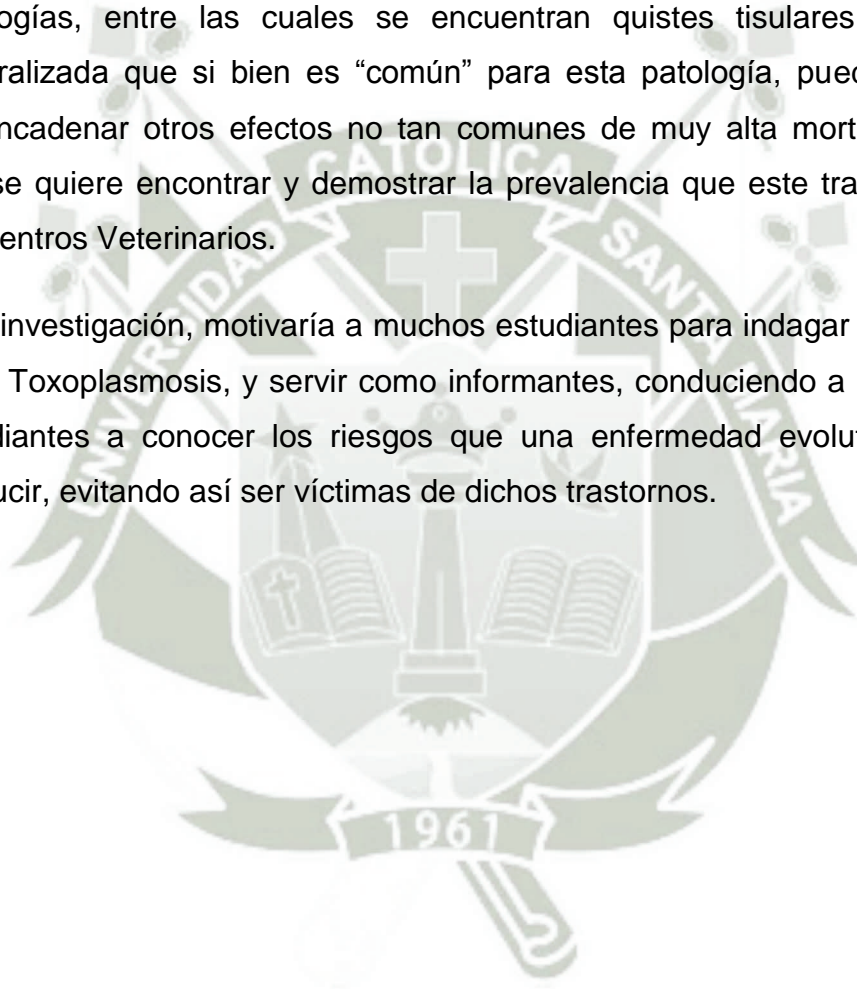 ogías, entre las cuales se encuentran quistes tisulares
ralizada que si bien es “común” para esta patología, pued
ncadenar otros efectos no tan comunes de muy alta mort
se quiere encontrar y demostrar la prevalencia que este tra
entros Veterinarios.
investigación, motivaría a muchos estudiantes para indagar
Toxoplasmosis, y servir como informantes, conduciendo a
diantes a conocer los riesgos que una enfermedad evolut
ucir, evitando así ser víctimas de dichos trastornos.
UNIVERSIDAD CATOLICA SANTA MARIA
1961